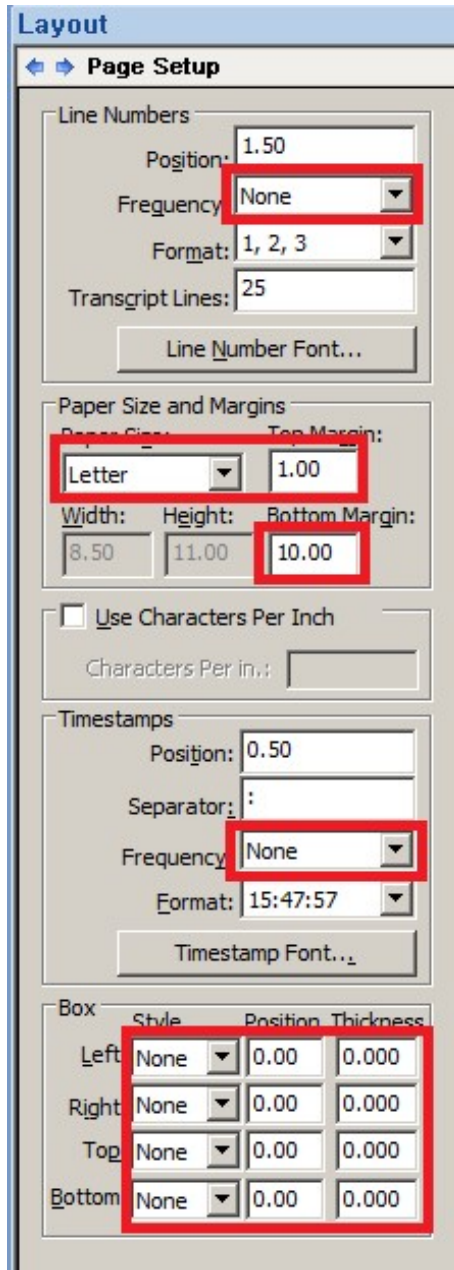 Layout
Page Setup
Line Numbers
Position: 1.50
Frequency None
Format: 1, 2, 3
Transcript Lines: 25
Line Number Font...
Paper Size and Margins
Paper Size: Top Margin:
Letter 1.00
Width: Height: Bottom Margin:
8.50 11.00 10.00
Use Characters Per Inch
Characters Per in.:
Timestamps
Position: 0.50
Separator: :
Frequency None
Format: 15:47:57
Timestamp Font...
Box
Style Position Thickness
Left None 0.00 0.000
Right None 0.00 0.000
Top None 0.00 0.000
Bottom None 0.00 0.000